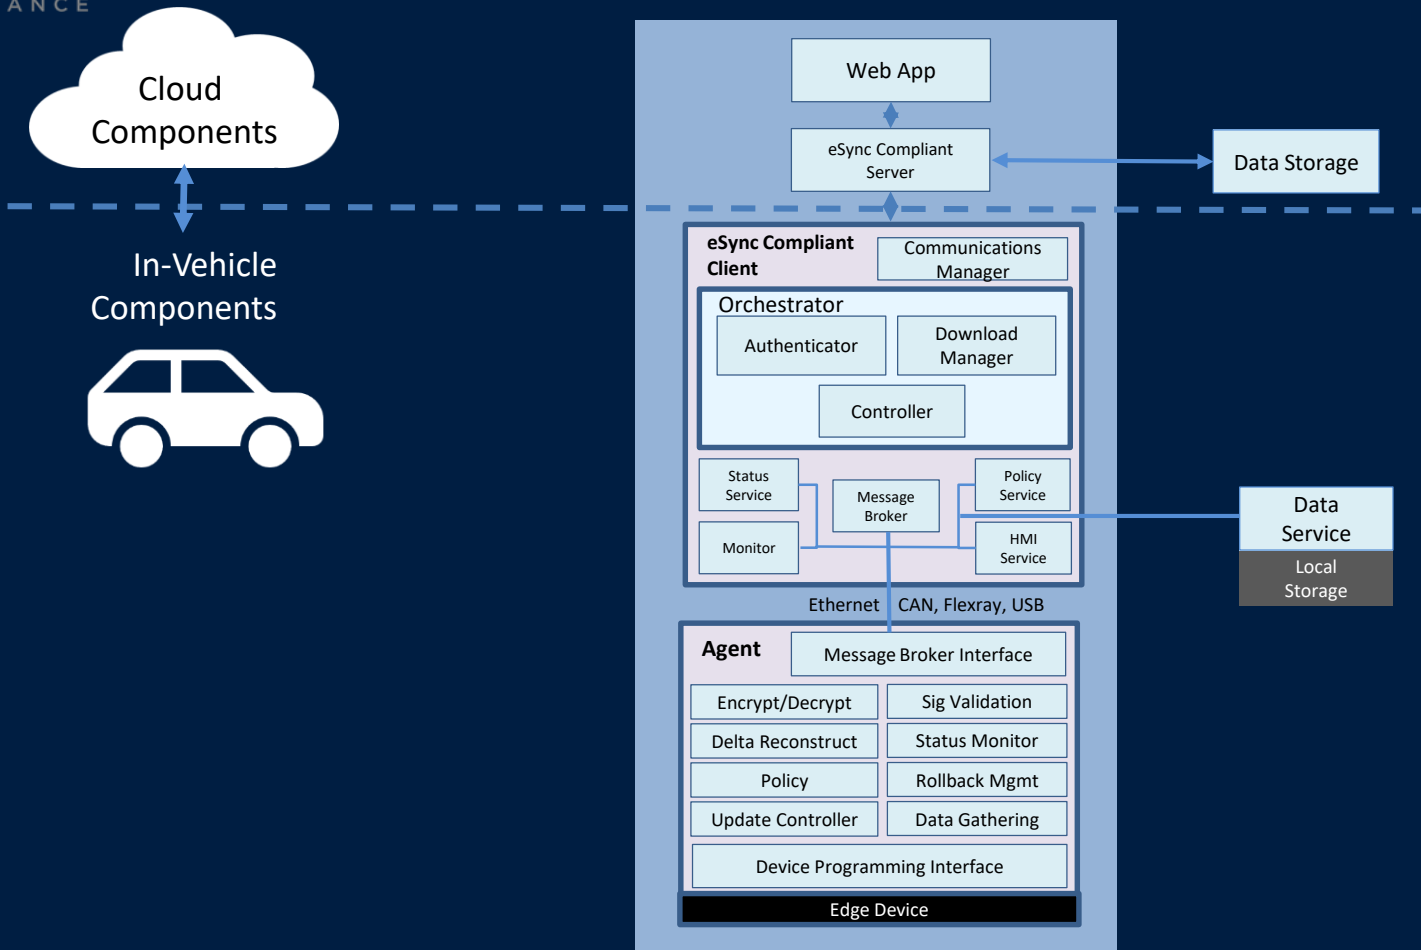 ANCE
Cloud
Components
In-Vehicle
Components
Web App
eSync Compliant
Server
Data Storage
eSync Compliant
Client
Communications
Manager
Orchestrator
Authenticator
Download
Manager
Controller
Status
Service
Message
Broker
Policy
Service
Monitor
HMI
Service
Data
Service
Local
Storage
Ethernet
CAN, Flexray, USB
Agent
Message Broker Interface
Encrypt/Decrypt
Sig Validation
Delta Reconstruct
Status Monitor
Policy
Rollback Mgmt
Update Controller
Data Gathering
Device Programming Interface
Edge Device